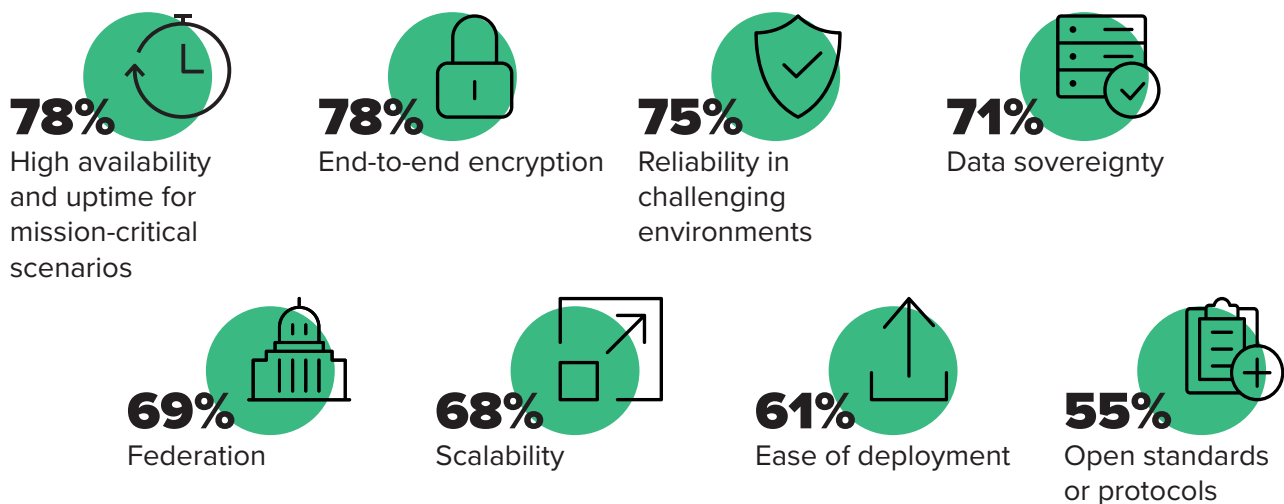 78%
High availability
and uptime for
mission-critical
scenarios
78%
End-to-end encryption
75%
Reliability in
challenging
environments
71%
Data sovereignty
69%
Federation
68%
Scalability
61%
Ease of deployment
55%
Open standards
or protocols